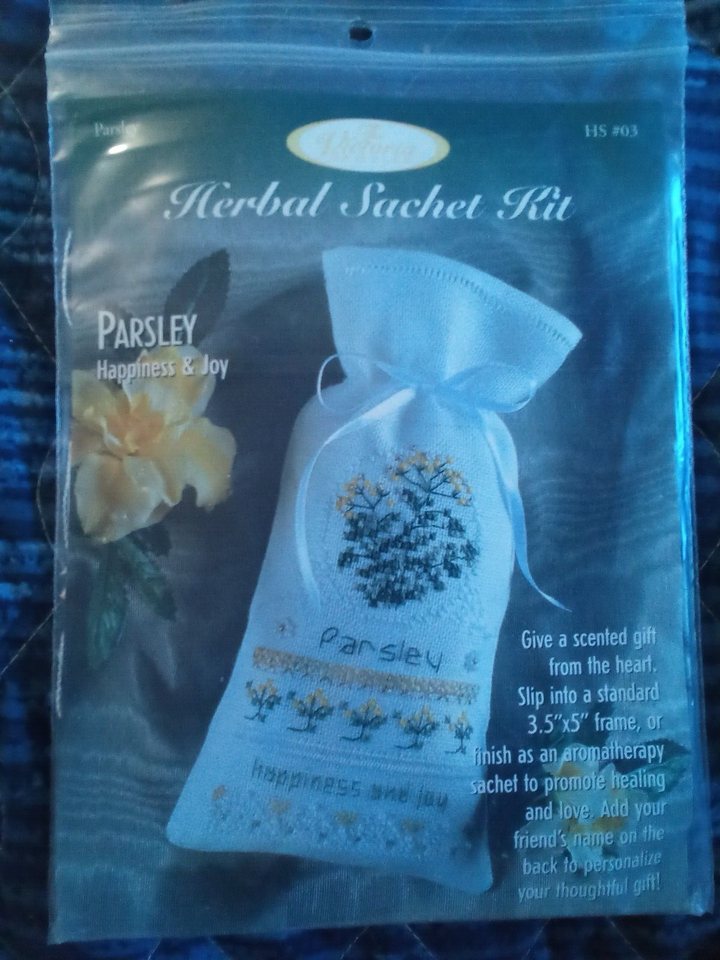 Parsley
HS #03
Victoria
Herbal Sachet Kit
PARSLEY
Happiness & Joy
parsley
happiness and joy
Give a scented gift
from the heart.
Slip into a standard
3.5"x5" frame, or
finish as an aromatherapy
sachet to promote healing
and love. Add your
friend's name on the
back to personalize
your thoughtful gift!